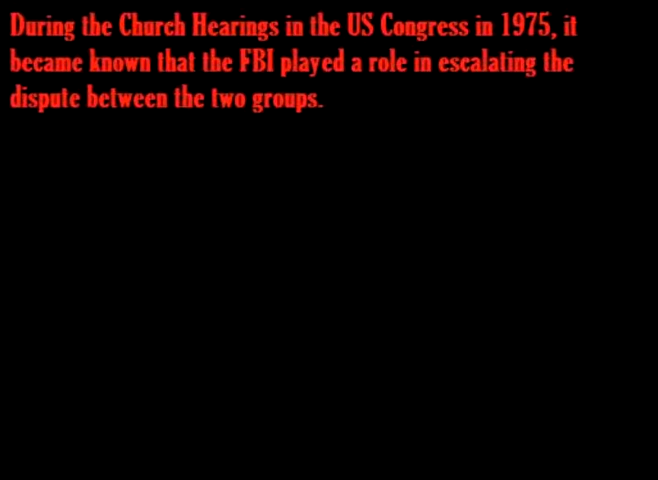 During the Church Hearings in the US Congress in 1975, it
became known that the FBI played a role in escalating the
dispute between the two groups.